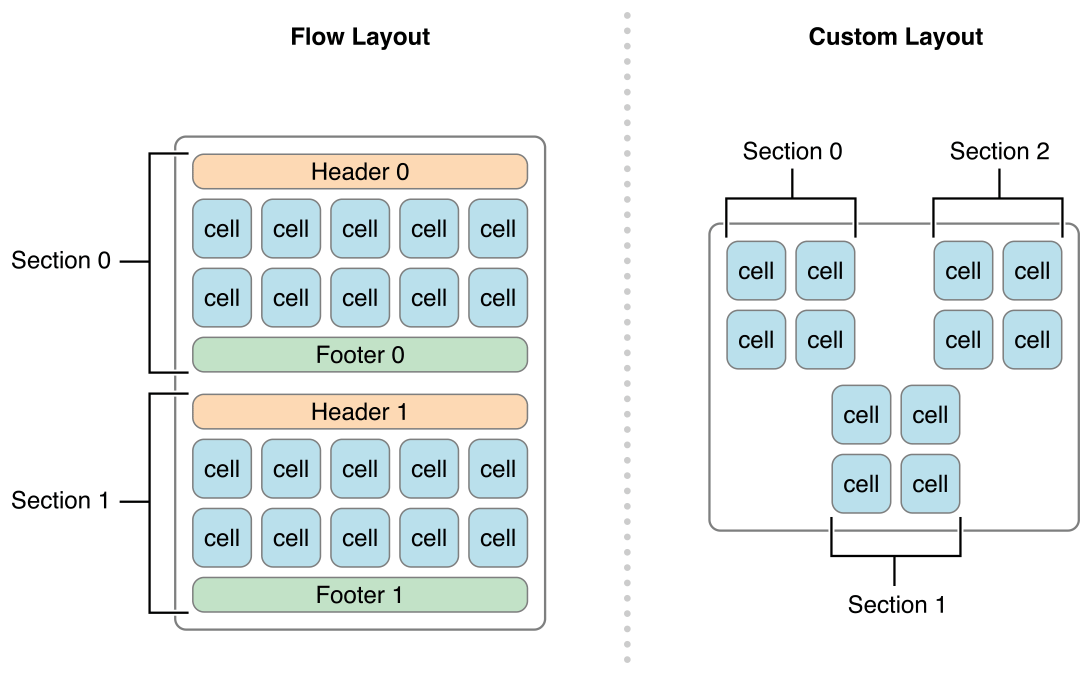 Flow Layout
Section 0
Header 0
cell cell cell cell cell
cell cell cell cell cell
Footer 0
Section 1
Header 1
cell cell cell cell cell
cell cell cell cell cell
Footer 1
Custom Layout
Section 0 Section 2
cell cell cell cell
cell cell cell cell
cell cell
cell cell
Section 1